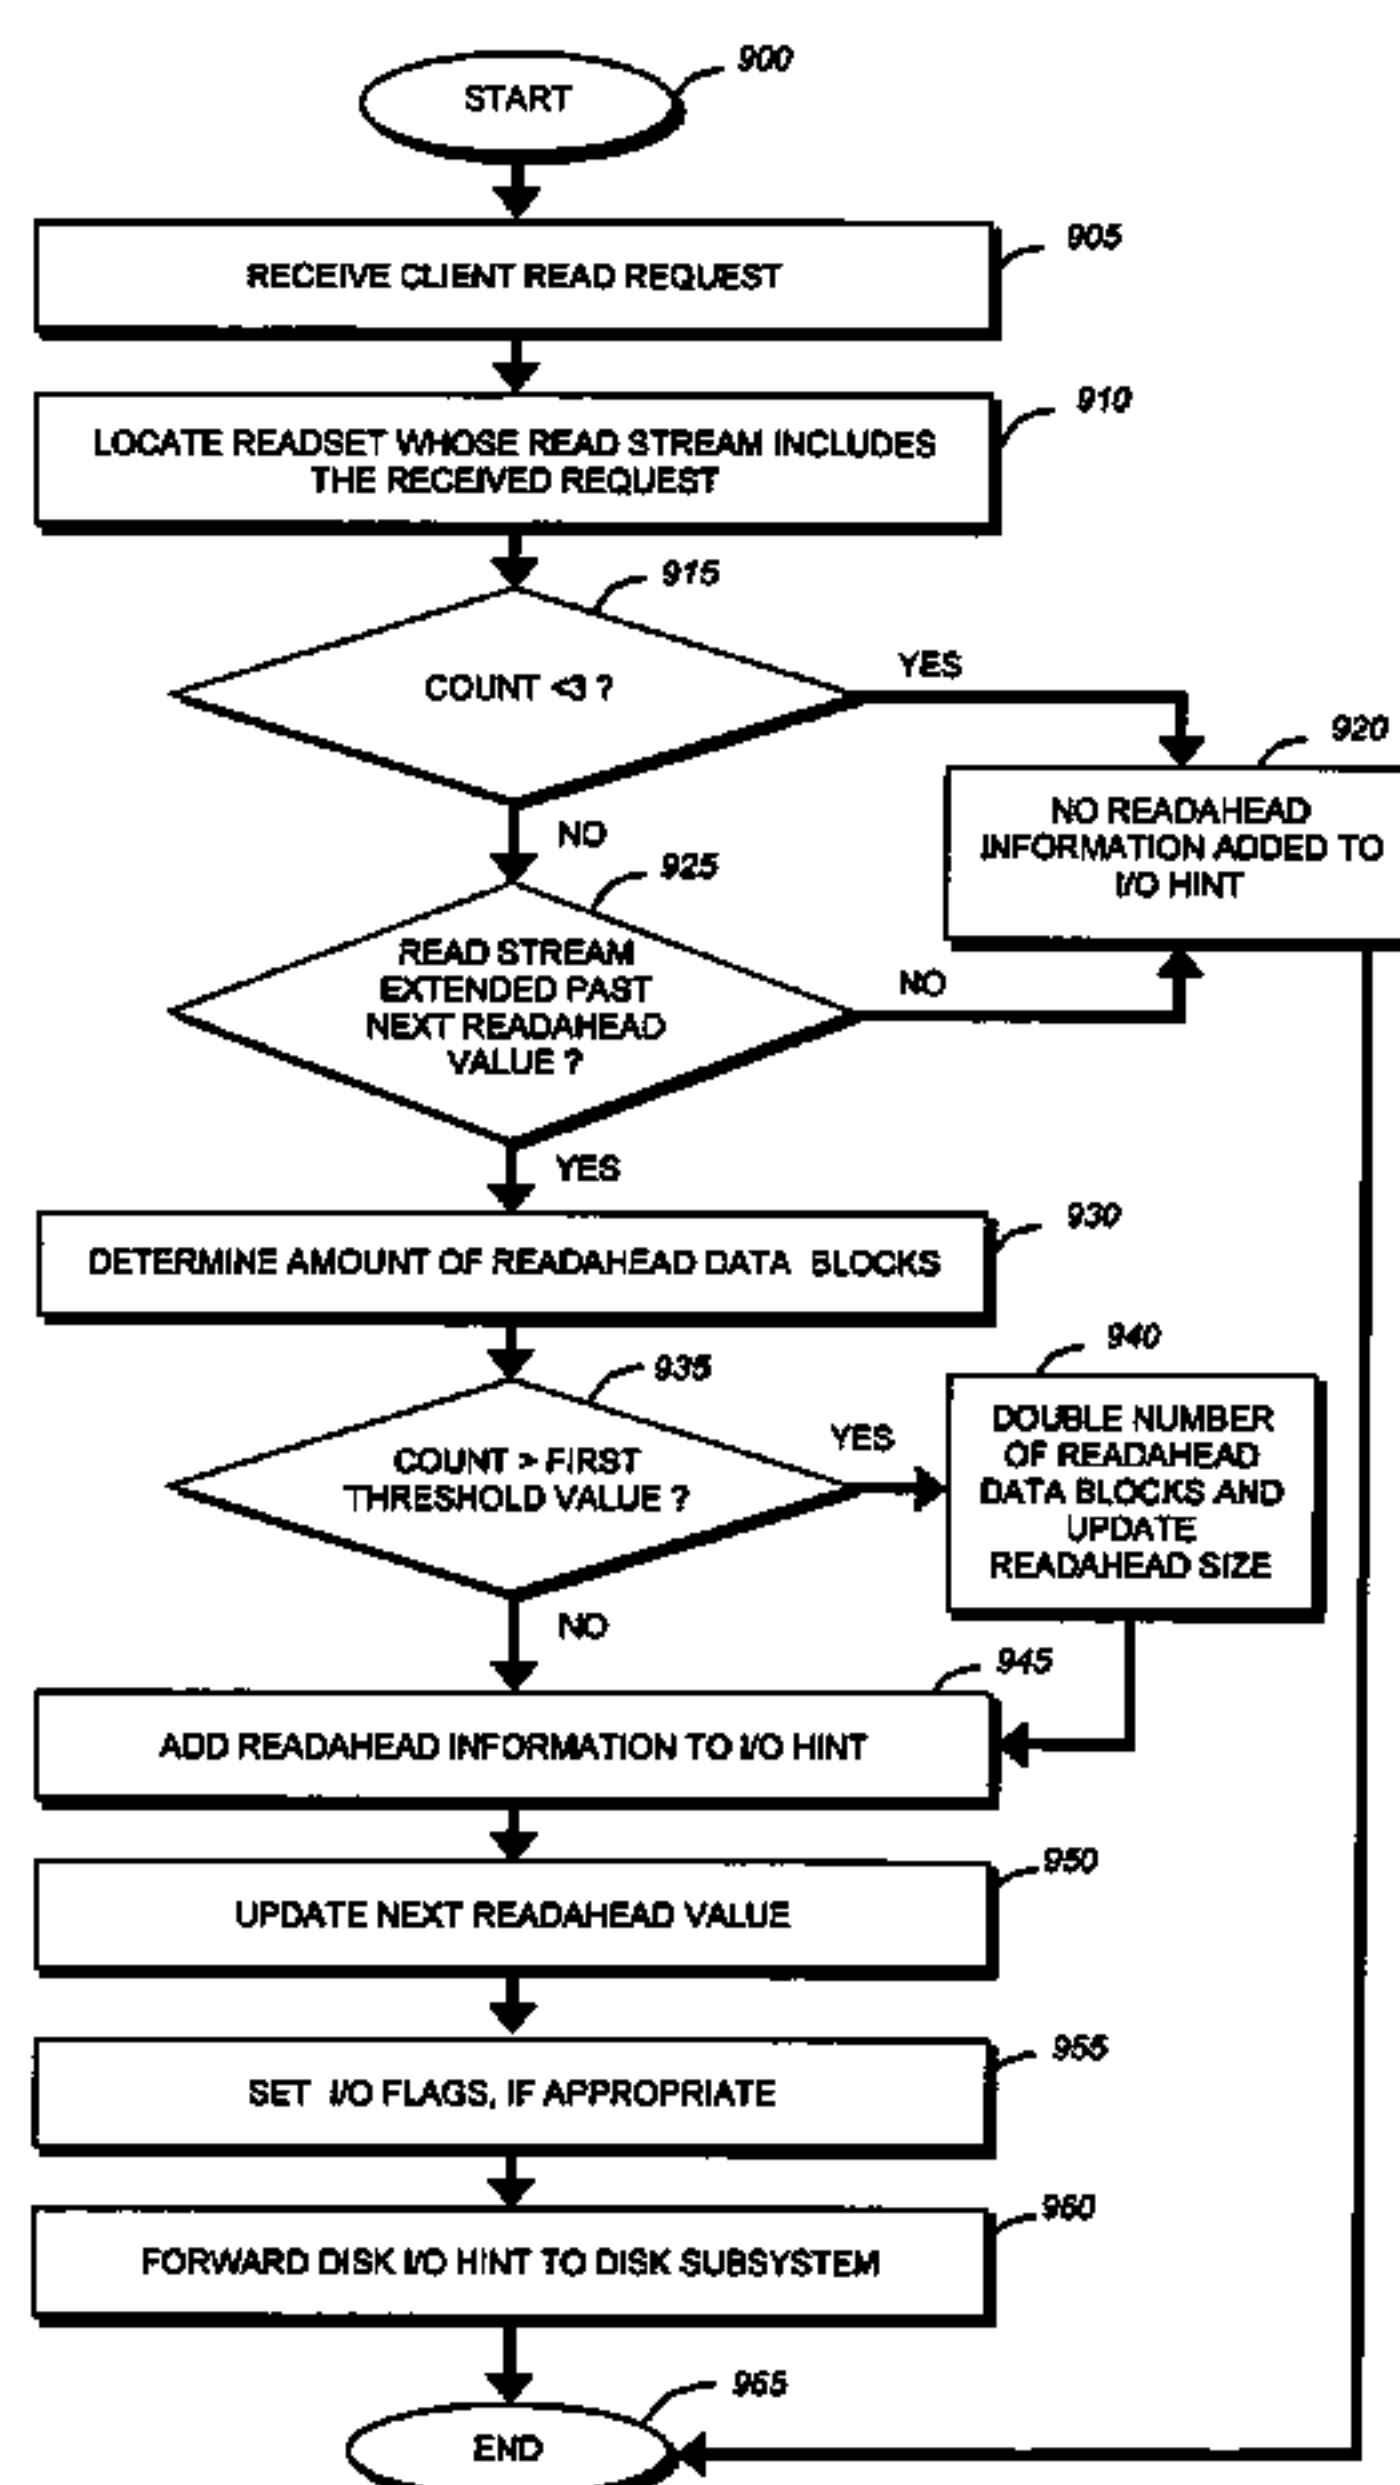 START
900
RECEIVE CLIENT READ REQUEST
905
LOCATE READSET WHOSE READ STREAM INCLUDES
THE RECEIVED REQUEST
910
COUNT <3 ?
915
YES
NO
NO READAHEAD
INFORMATION ADDED TO
I/O HINT
920
READ STREAM
EXTENDED PAST
NEXT READAHEAD
VALUE ?
925
NO
YES
DETERMINE AMOUNT OF READAHEAD DATA BLOCKS
930
COUNT > FIRST
THRESHOLD VALUE ?
935
YES
NO
DOUBLE NUMBER
OF READAHEAD
DATA BLOCKS AND
UPDATE
READAHEAD SIZE
940
ADD READAHEAD INFORMATION TO I/O HINT
945
UPDATE NEXT READAHEAD VALUE
950
SET I/O FLAGS, IF APPROPRIATE
955
FORWARD DISK I/O HINT TO DISK SUBSYSTEM
960
END
965